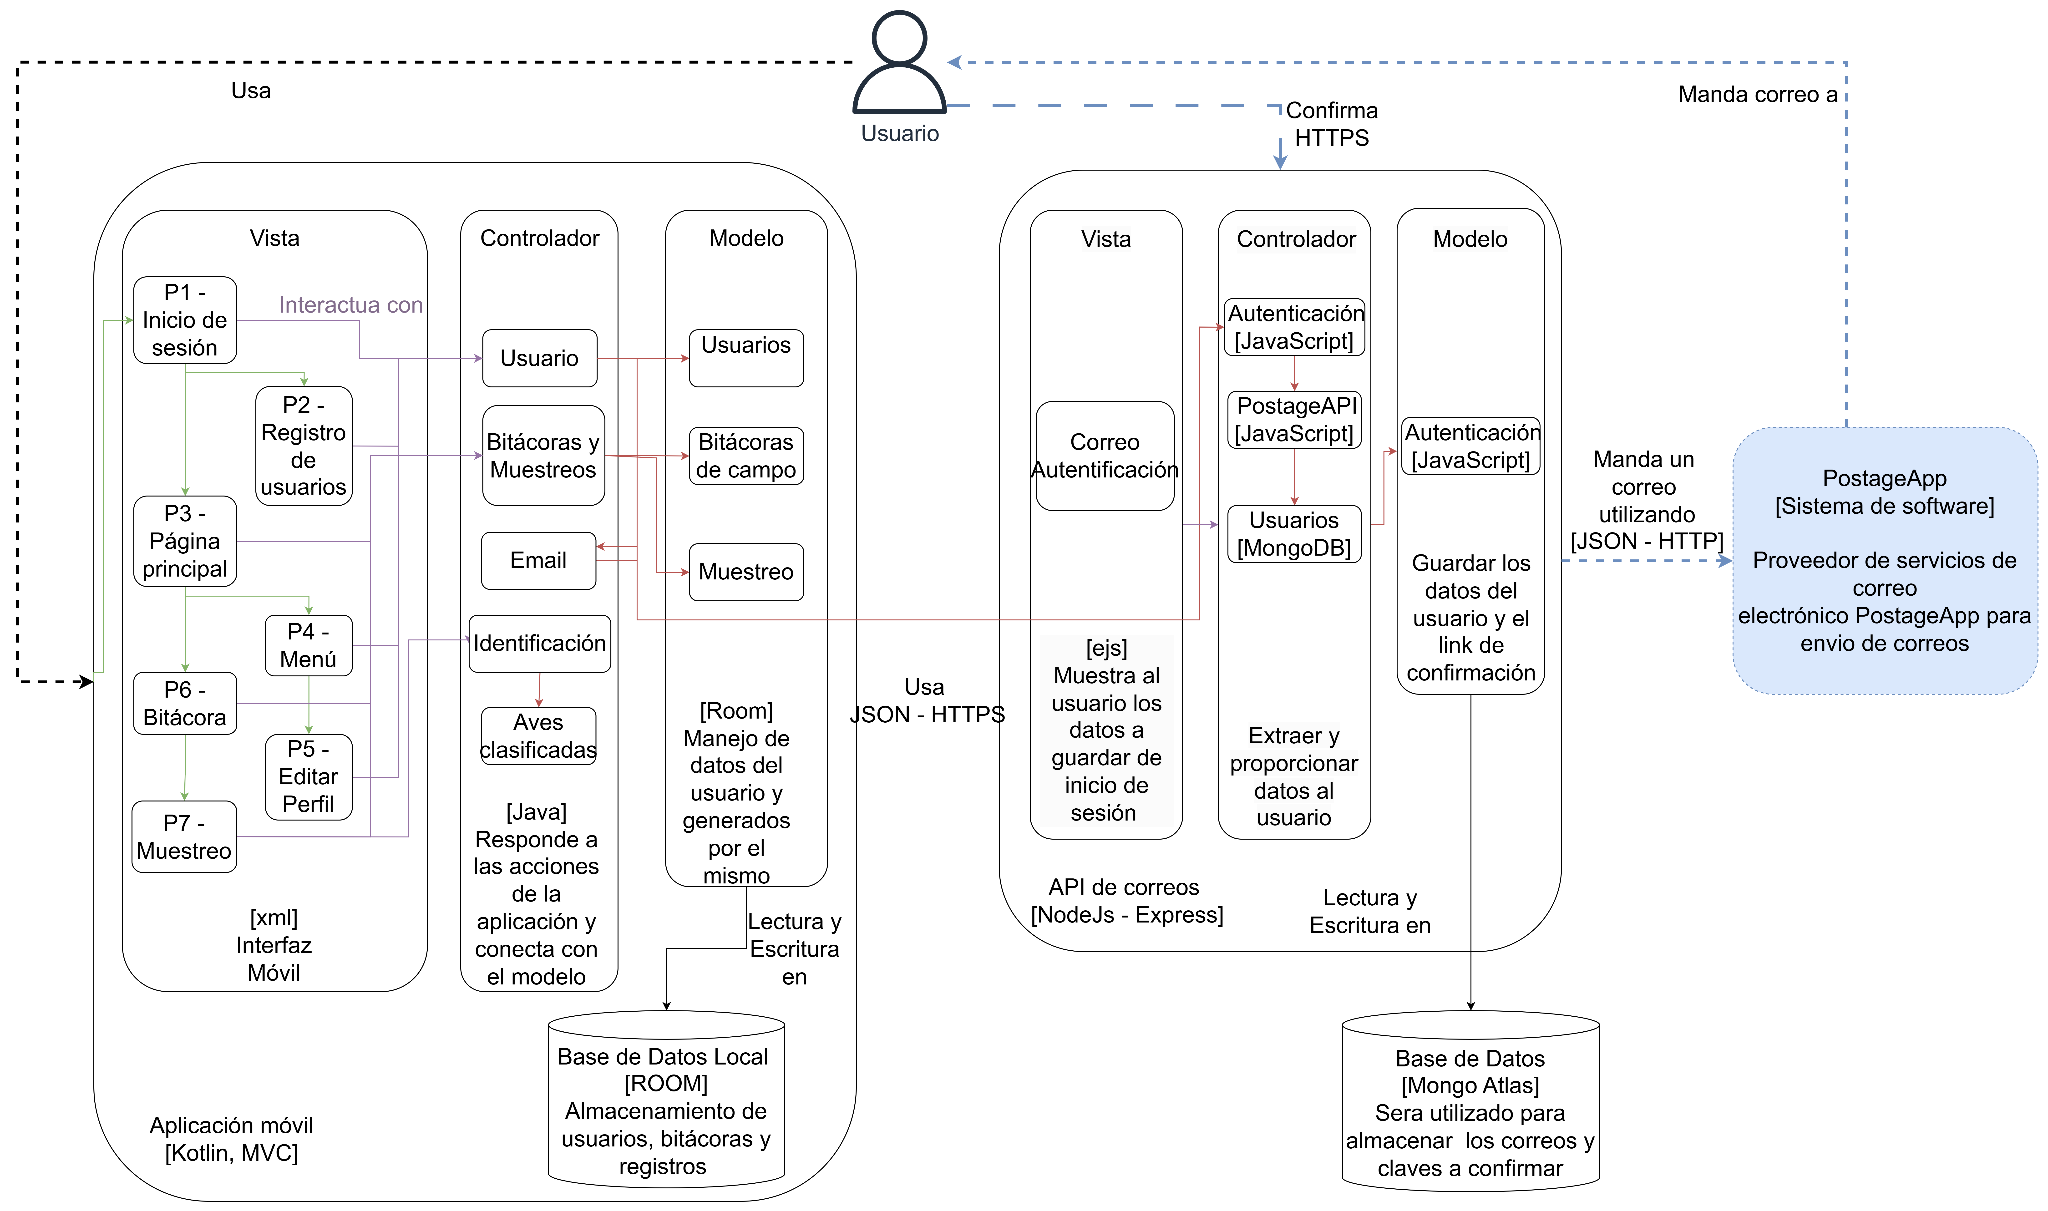 Usa
Usuario
Confirma
HTTPS
Manda correo a
Vista
P1 -
Inicio de
sesión
Interactua con
P2 -
Registro
de
usuarios
P3 -
Página
principal
P4 -
Menú
P6 -
Bitácora
P5 -
Editar
Perfil
P7 -
Muestreo
[xml]
Interfaz
Móvil
Controlador
Usuario
Bitácoras y
Muestreos
Email
Identificación
Aves
clasificadas
[Java]
Responde a
las acciones
de la
aplicación y
conecta con
el modelo
Modelo
Usuarios
Bitácoras
de campo
Muestreo
[Room]
Manejo de
datos del
usuario y
generados
por el
mismo
Lectura y
Escritura
en
Base de Datos Local
[ROOM]
Almacenamiento de
usuarios, bitácoras y
registros
Aplicación móvil
[Kotlin, MVC]
Usa
JSON - HTTPS
Vista
Correo
Autentificación
[ejs]
Muestra al
usuario los
datos a
guardar de
inicio de
sesión
Controlador
Autenticación
[JavaScript]
PostageAPI
[JavaScript]
Usuarios
[MongoDB]
Extraer y
proporcionar
datos al
usuario
Modelo
Autenticación
[JavaScript]
Guardar los
datos del
usuario y el
link de
confirmación
API de correos
[NodeJs - Express]
Lectura y
Escritura en
Base de Datos
[Mongo Atlas]
Sera utilizado para
almacenar los correos y
claves a confirmar
Manda un
correo
utilizando
[JSON - HTTP]
PostageApp
[Sistema de software]
Proveedor de servicios de
correo
electrónico PostageApp para
envio de correos